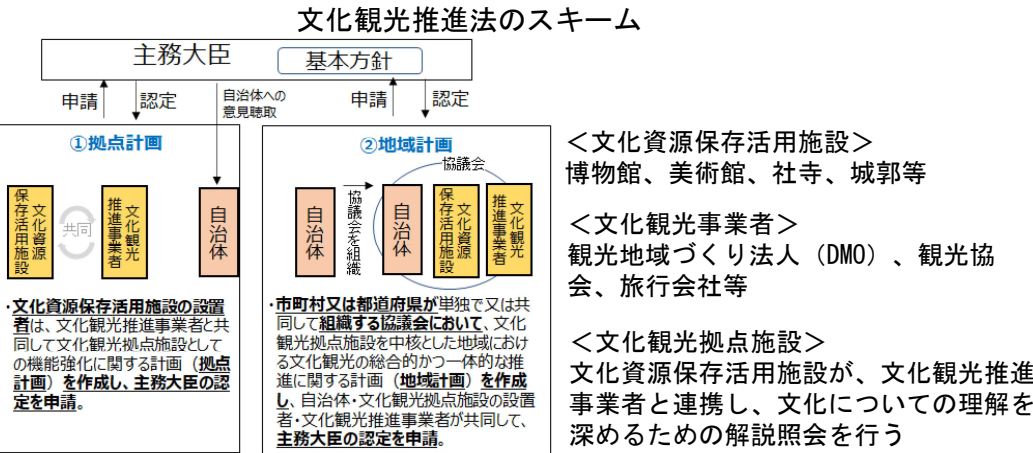 文化観光推進法のスキーム
主務大臣
基本方針
申請
認定
自治体への
意見聴取
申請
認定
①拠点計画
文化資源
保存活用施設
共同
文化観光
推進事業者
自治体
・文化資源保存活用施設の設置
者は、文化観光推進事業者と共
同して文化観光拠点施設として
の機能強化に関する計画（拠点
計画）を作成し、主務大臣の認
定を申請。
②地域計画
協議会
自治体
協議会を
組織
自治体
文化資源
保存活用施設
文化観光
推進事業者
・市町村又は都道府県が単独で又は共
同して組織する協議会において、文化
観光拠点施設を中核とした地域におけ
る文化観光の総合的かつ一体的な推
進に関する計画（地域計画）を作成
し、自治体・文化観光拠点施設の設置
者・文化観光推進事業者が共同して、
主務大臣の認定を申請。
＜文化資源保存活用施設＞
博物館、美術館、社寺、城郭等
＜文化観光事業者＞
観光地域づくり法人（DMO）、観光協
会、旅行会社等
＜文化観光拠点施設＞
文化資源保存活用施設が、文化観光推進
事業者と連携し、文化についての理解を
深めるための解説照会を行う